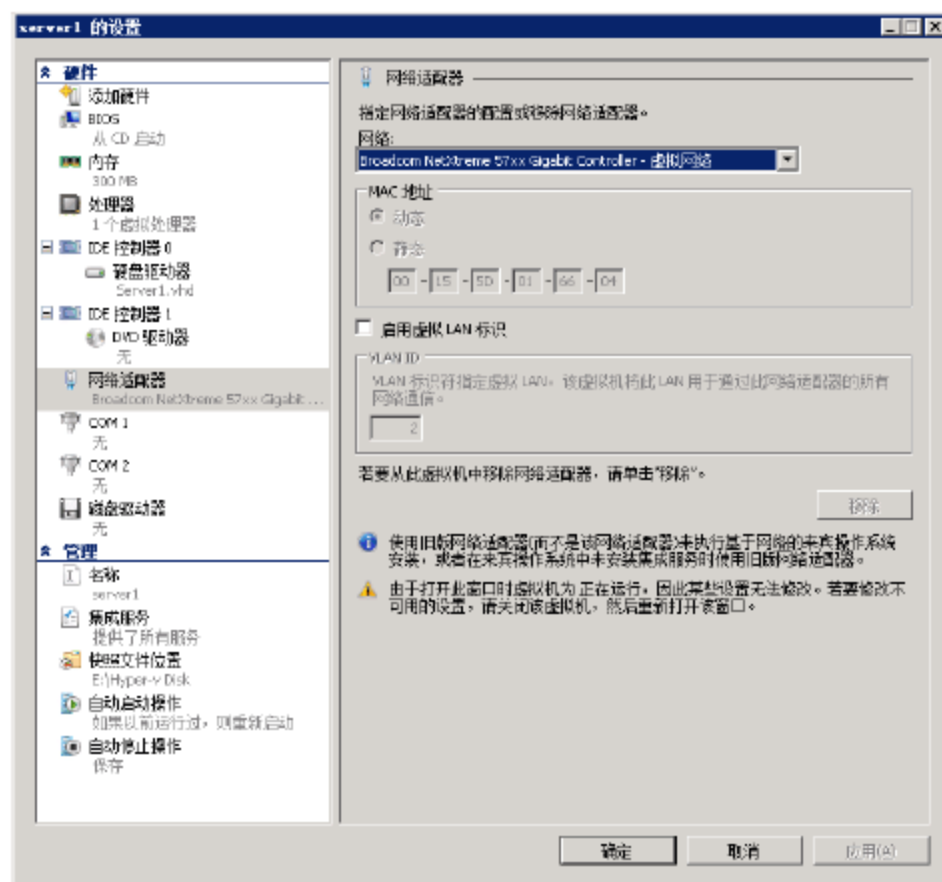 server1 的设置
硬件
添加硬件
BIOS
从 CD 启动
内存
300 MB
处理器
1 个虚拟处理器
IDE 控制器 0
硬盘驱动器
Server1.vhd
IDE 控制器 1
DVD 驱动器
无
网络适配器
Broadcom NetXtreme 57xx Gigabit ...
COM 1
无
COM 2
无
磁盘驱动器
无
管理
名称
server1
集成服务
提供了所有服务
快照文件位置
E:\Hyper-v Disk
自动启动操作
如果以前运行过，则重新启动
自动停止操作
保存
网络适配器
指定网络适配器的配置或移除网络适配器。
网络:
Broadcom NetXtreme 57xx Gigabit Controller - 虚拟网络
MAC 地址
动态
静态
00 - 15 - 5D - 01 - 66 - 04
启用虚拟 LAN 标识
VLAN ID
VLAN 标识符指定虚拟 LAN，该虚拟机将此 LAN 用于通过此网络适配器的所有
网络通信。
2
若要从此虚拟机中移除网络适配器，请单击"移除"。
移除
使用旧版网络适配器(而不是该网络适配器)来执行基于网络的来宾操作系统
安装，或者在来宾操作系统中未安装集成服务时使用旧版网络适配器。
由于打开此窗口时虚拟机为 正在运行，因此某些设置无法修改。若要修改不
可用的设置，请关闭该虚拟机，然后重新打开该窗口。
确定
取消
应用(A)